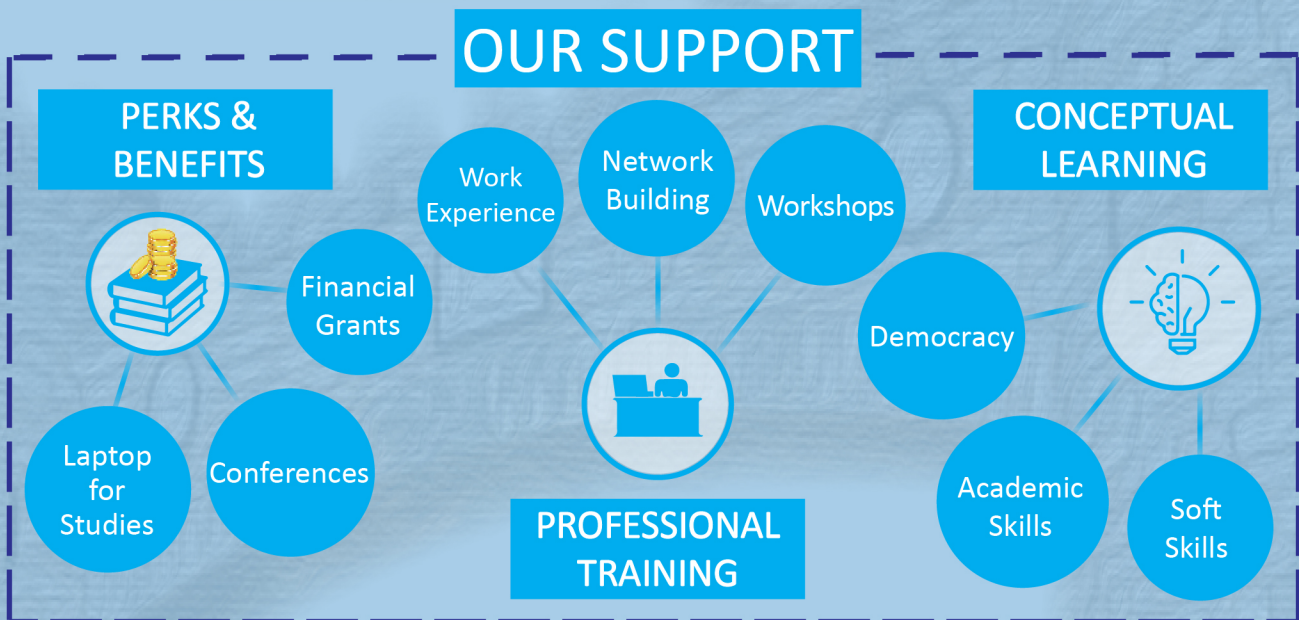 OUR SUPPORT
PERKS &
BENEFITS
Financial
Grants
Laptop
for
Studies
Conferences
Work
Experience
Network
Building
Workshops
PROFESSIONAL
TRAINING
CONCEPTUAL
LEARNING
Democracy
Academic
Skills
Soft
Skills